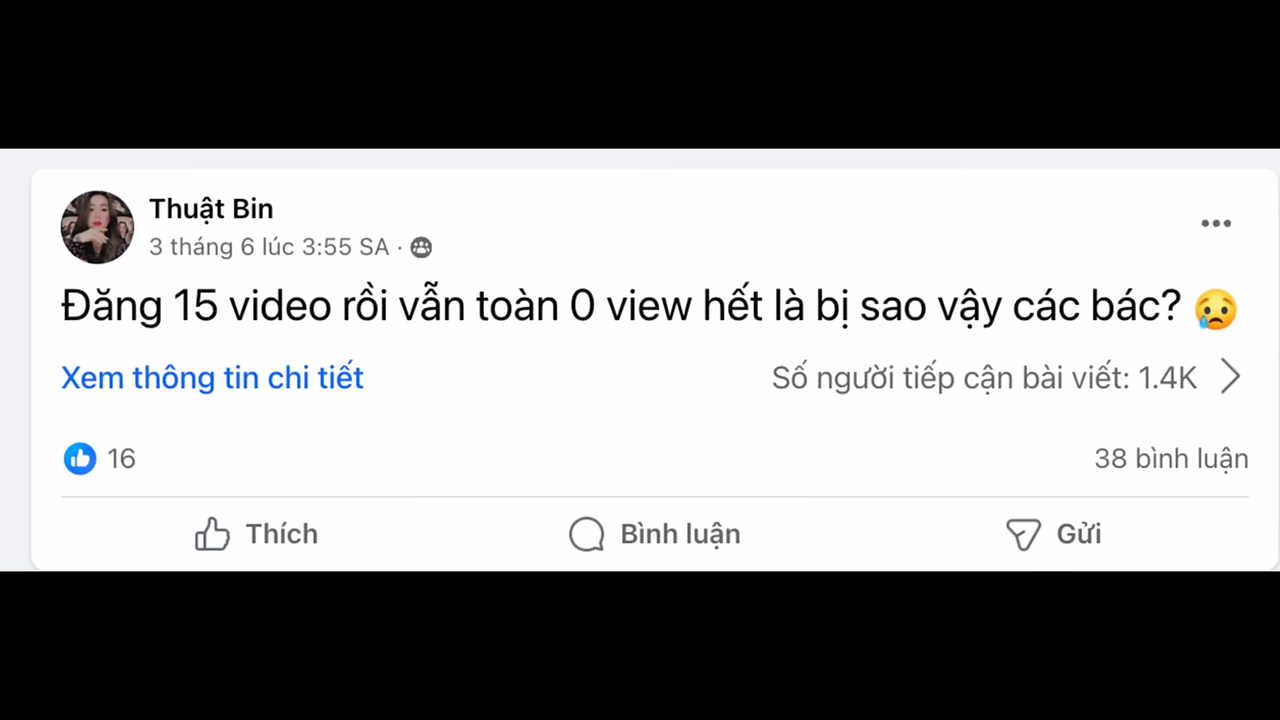 Thuật Bin
3 tháng 6 lúc 3:55 SA ·
Đăng 15 video rồi vẫn toàn 0 view hết là bị sao vậy các bác? 😥
Xem thông tin chi tiết
Số người tiếp cận bài viết: 1.4K
16
38 bình luận
Thích
Bình luận
Gửi